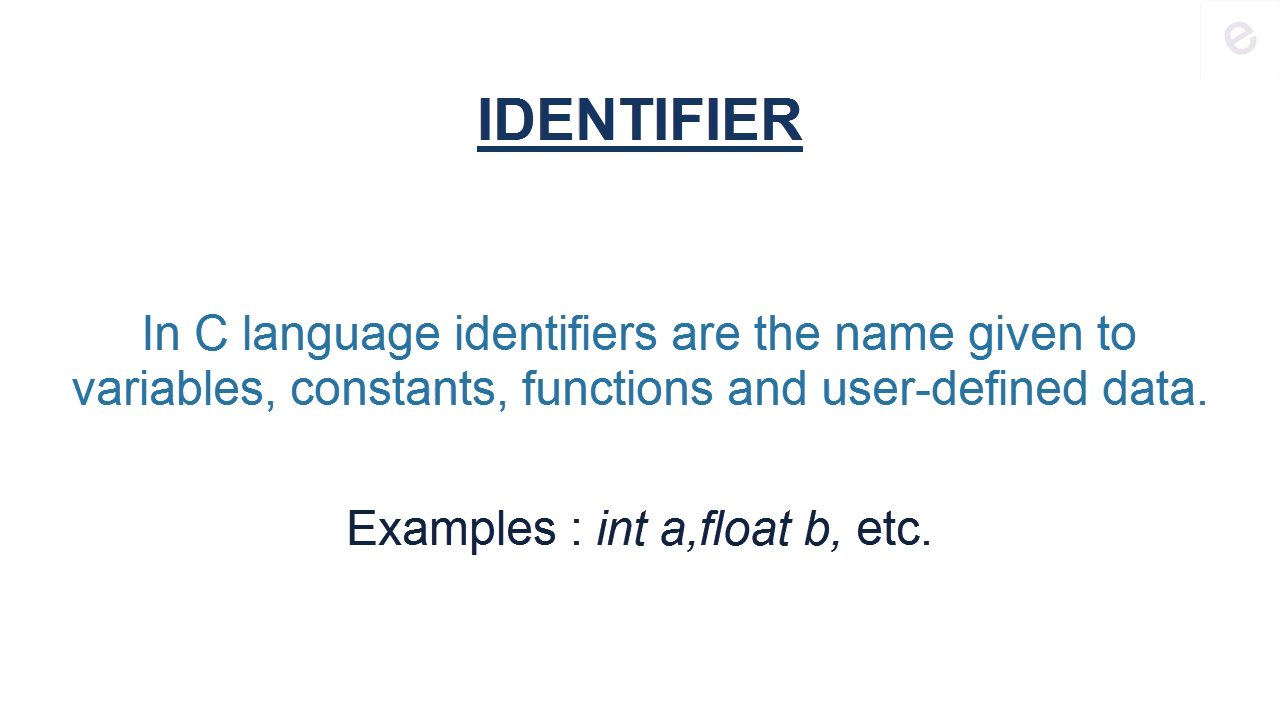 IDENTIFIER
In C language identifiers are the name given to
variables, constants, functions and user-defined data.
Examples : int a,float b, etc.